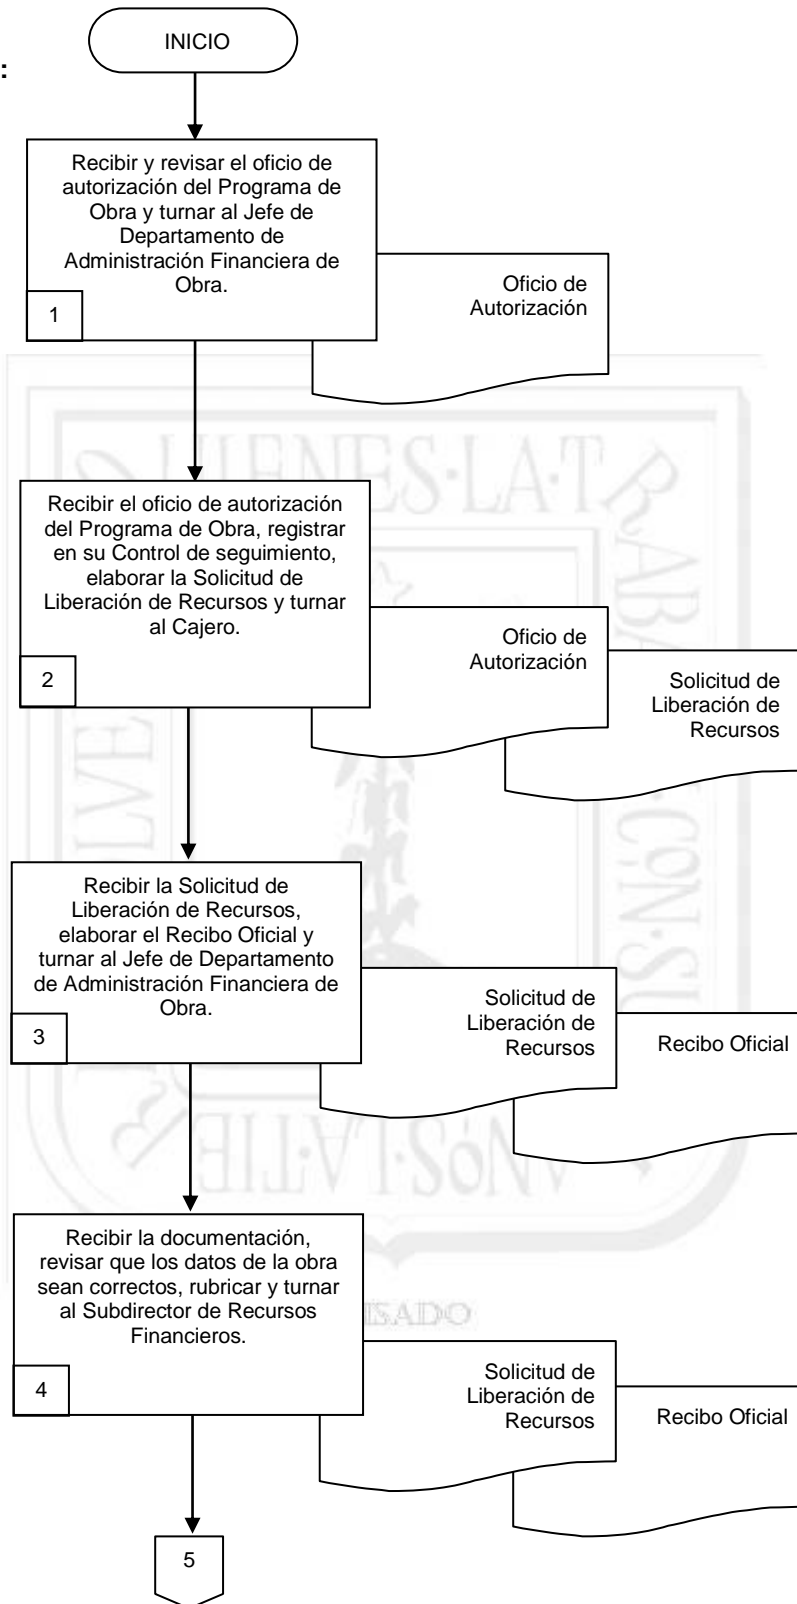 INICIO
:
Recibir y revisar el oficio de
autorización del Programa de
Obra y turnar al Jefe de
Departamento de
Administración Financiera de
Obra.
1
Oficio de
Autorización
Recibir el oficio de autorización
del Programa de Obra, registrar
en su Control de seguimiento,
elaborar la Solicitud de
Liberación de Recursos y turnar
al Cajero.
2
Oficio de
Autorización
Solicitud de
Liberación de
Recursos
Recibir la Solicitud de
Liberación de Recursos,
elaborar el Recibo Oficial y
turnar al Jefe de Departamento
de Administración Financiera de
Obra.
3
Solicitud de
Liberación de
Recursos
Recibo Oficial
Recibir la documentación,
revisar que los datos de la obra
sean correctos, rubricar y turnar
al Subdirector de Recursos
Financieros.
4
Solicitud de
Liberación de
Recursos
Recibo Oficial
5